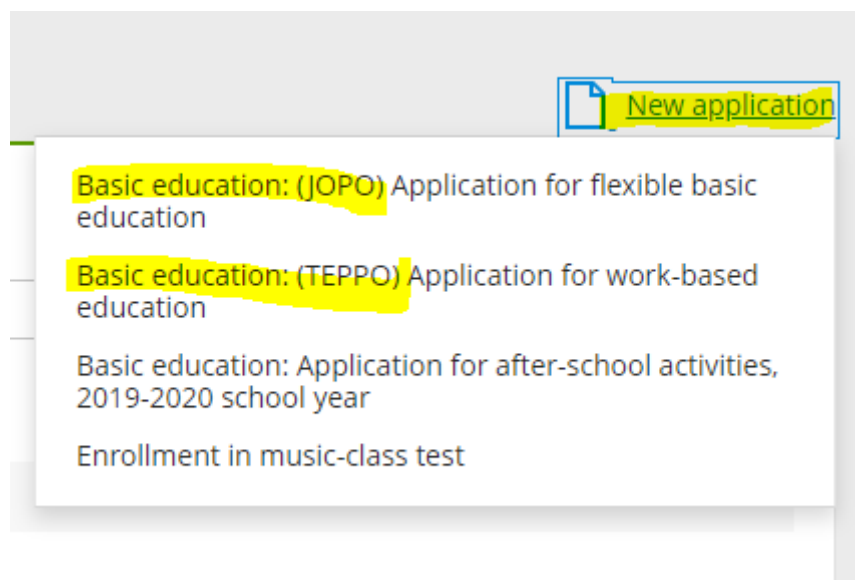 New application
Basic education: (JOPO) Application for flexible basic
education
Basic education: (TEPPO) Application for work-based
education
Basic education: Application for after-school activities,
2019-2020 school year
Enrollment in music-class test